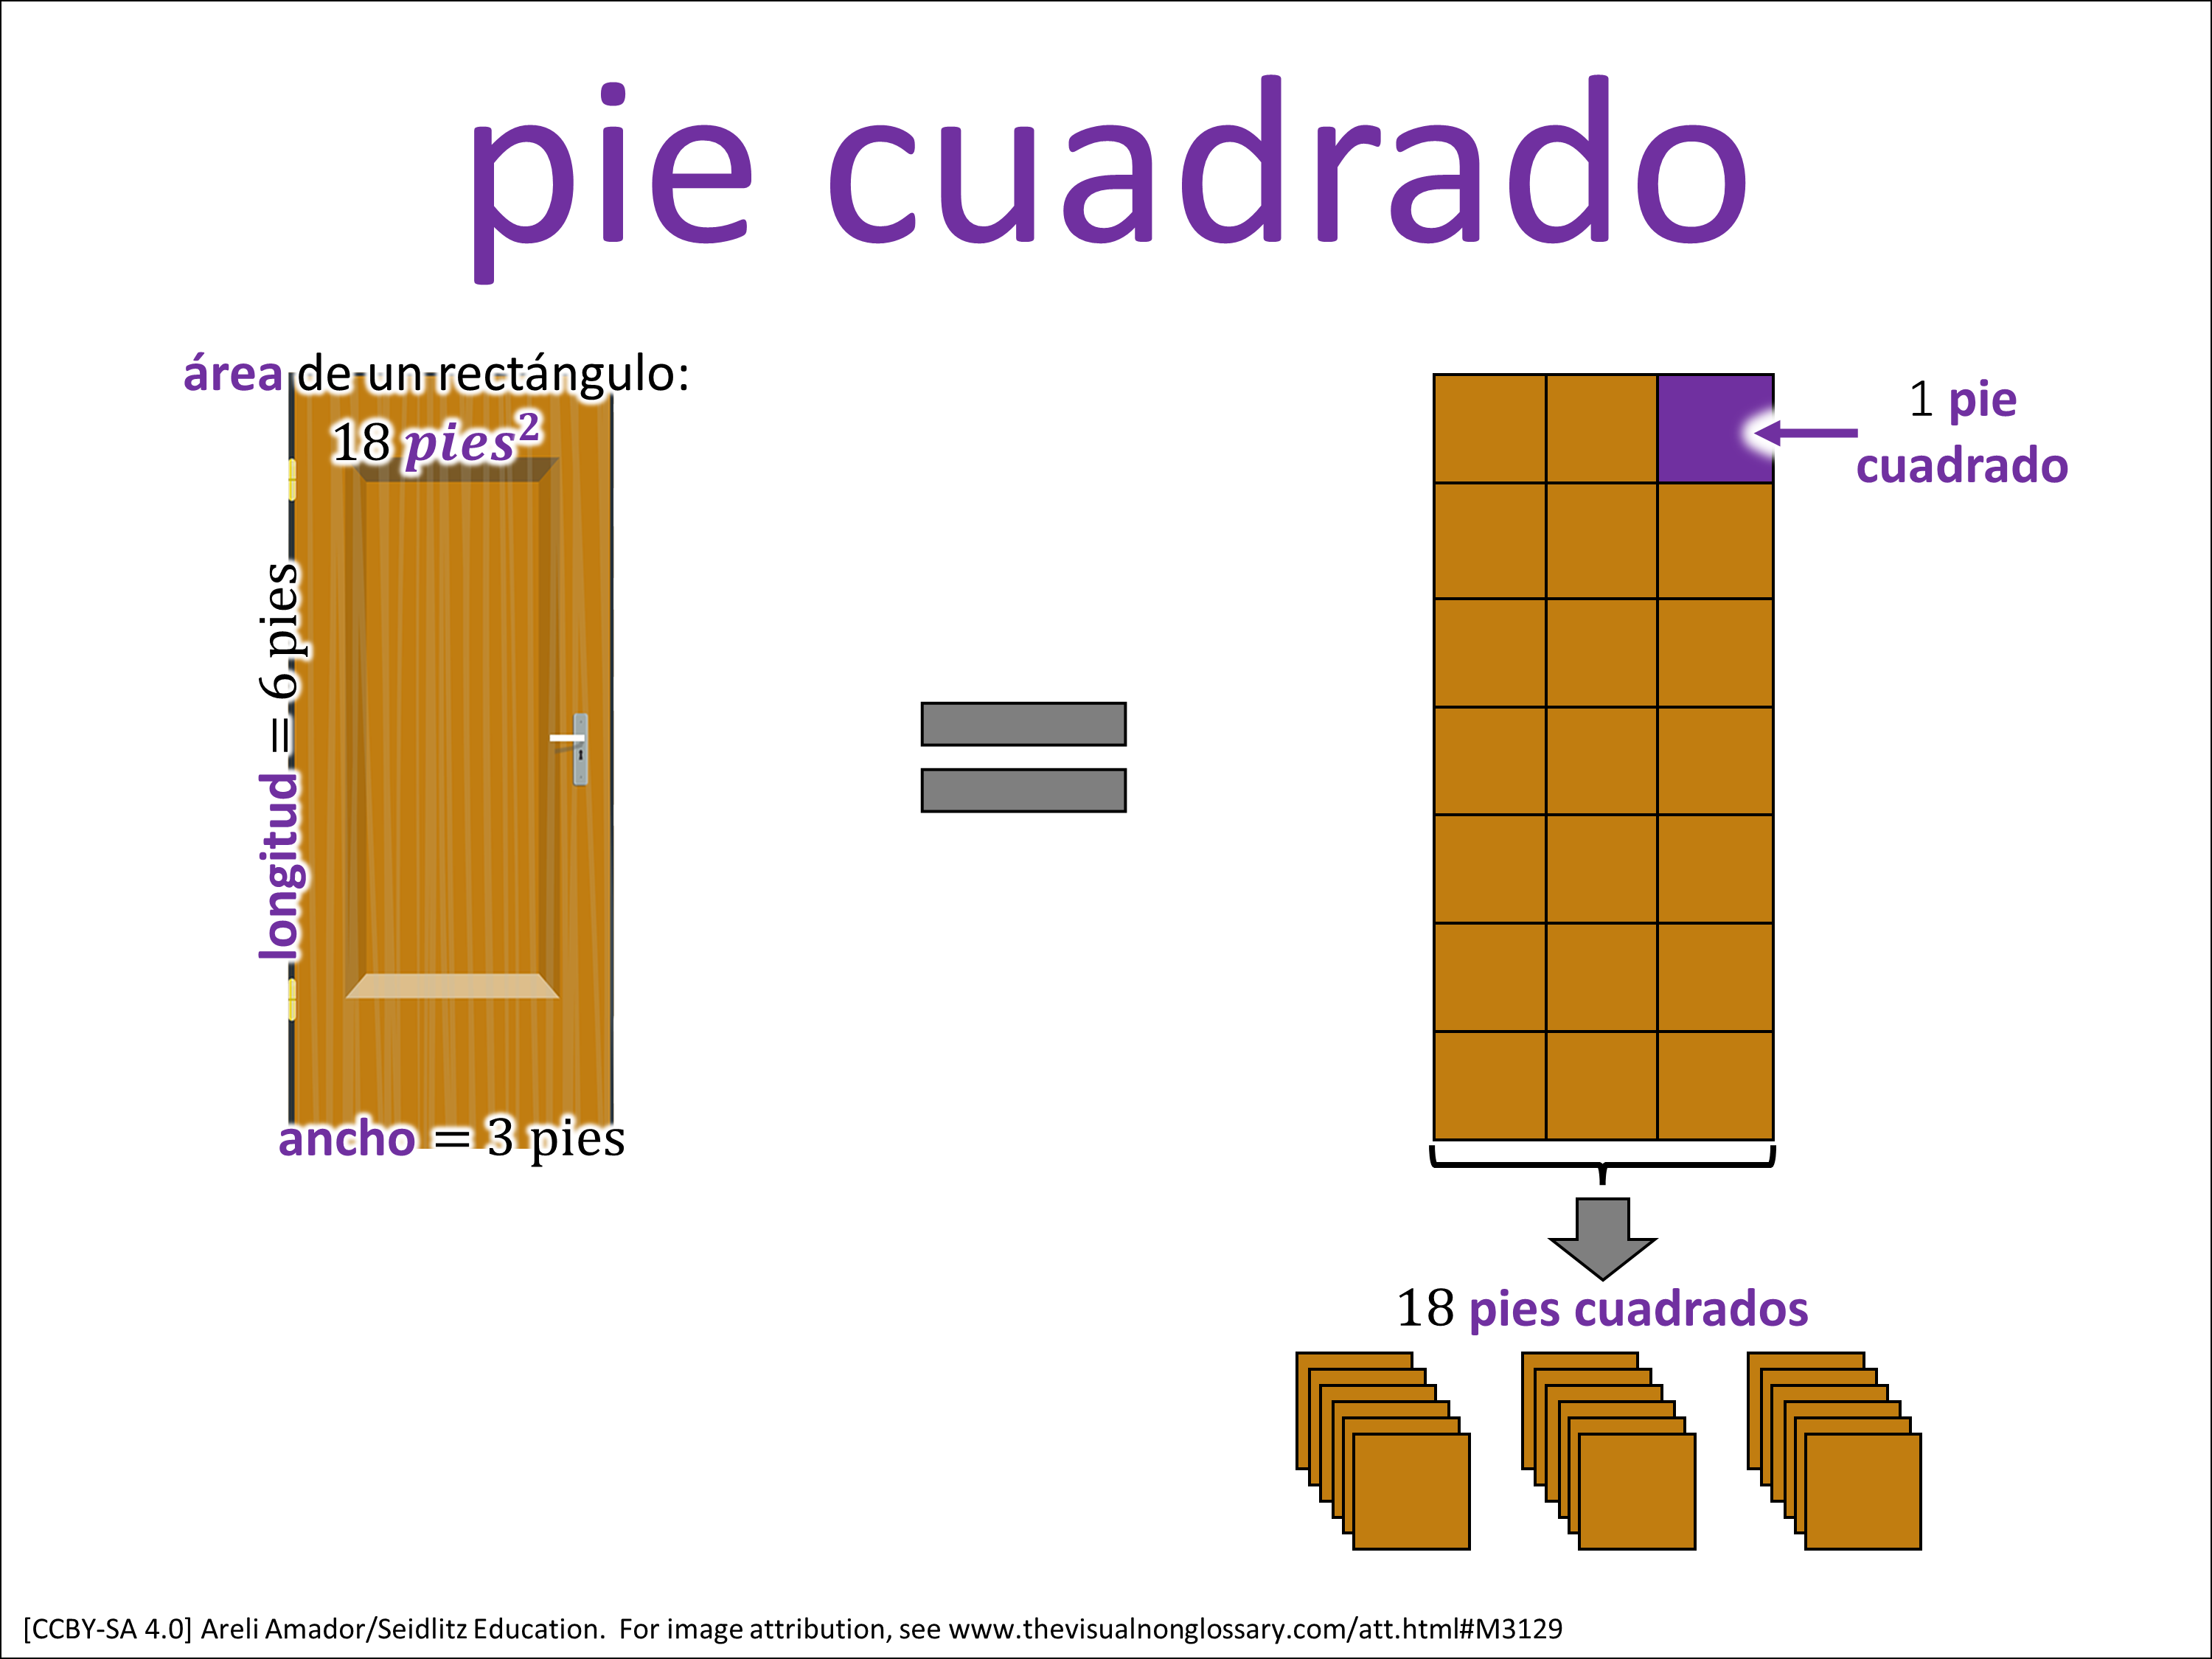 pie cuadrado
área de un rectángulo:
18 pies²
longitud = 6 pies
ancho = 3 pies
1 pie
cuadrado
18 pies cuadrados
[CCBY-SA 4.0] Areli Amador/Seidlitz Education.  For image attribution, see www.thevisualnonglossary.com/att.html#M3129